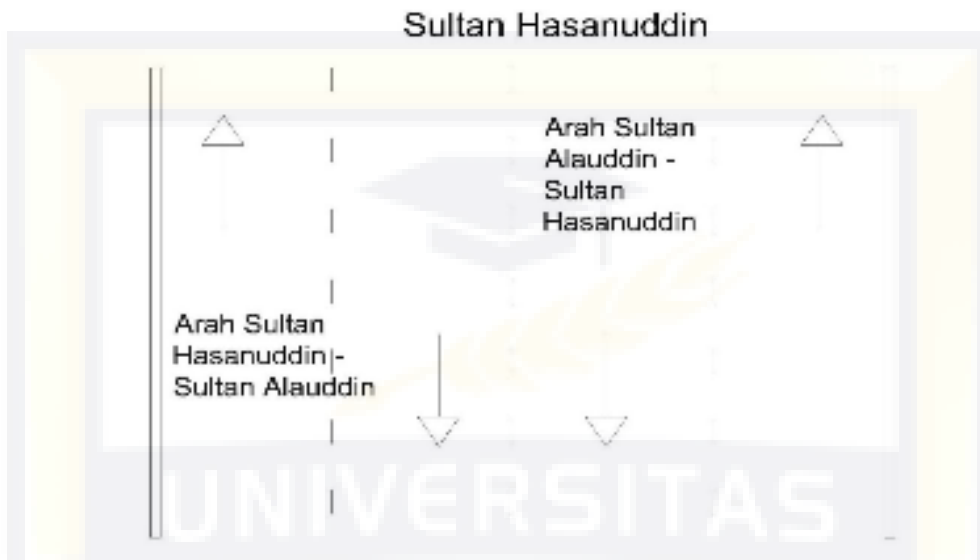 Sultan Hasanuddin
Arah Sultan
Alauddin -
Sultan
Hasanuddin
Arah Sultan
Hasanuddin -
Sultan Alauddin
UNIVERSITAS